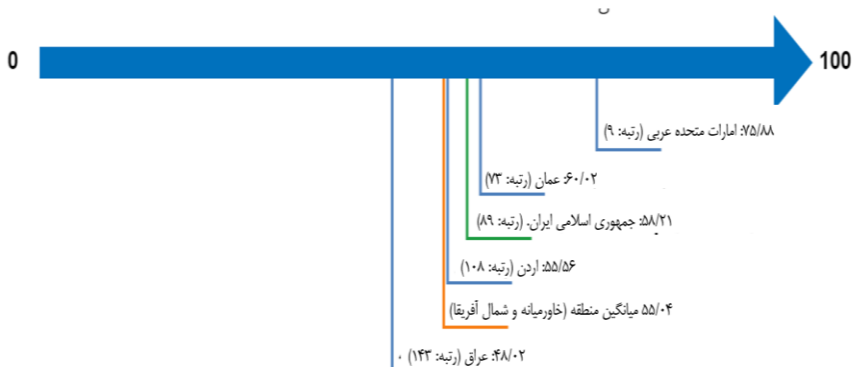 0
100
۷۵/۸۸: امارات متحده عربی (رتبه: ۹)
۶۰/۰۲: عمان (رتبه: ۷۳)
۵۸/۲۱: جمهوری اسلامی ایران. (رتبه: ۸۹)
۵۵/۵۶: اردن (رتبه: ۱۰۸)
۵۵/۰۴ میانگین منطقه (خاورمیانه و شمال آفریقا)
۴۸/۰۲: عراق (رتبه: ۱۴۳)